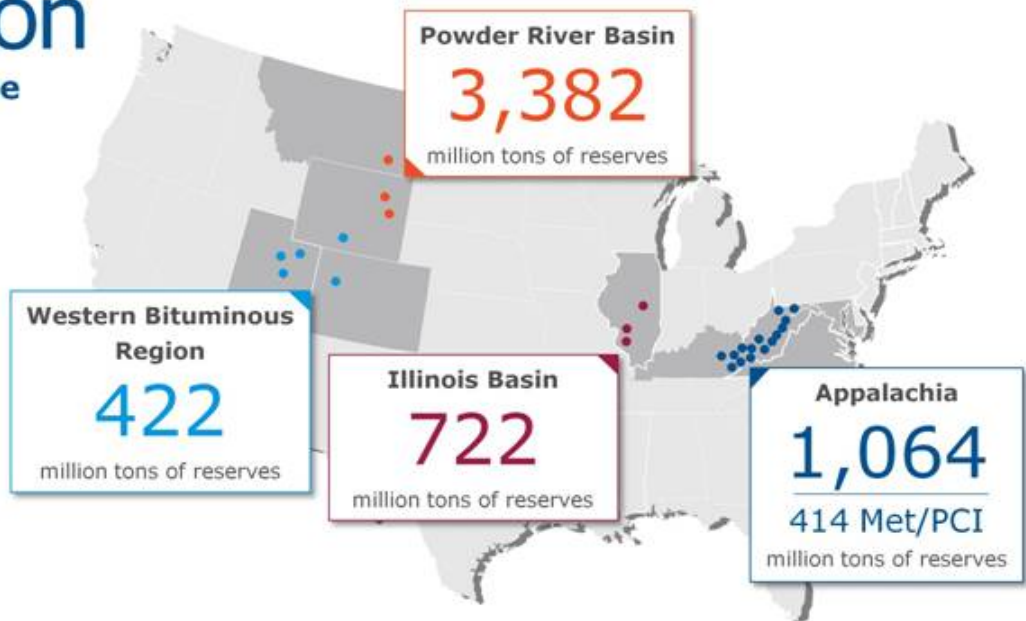 on
e
Powder River Basin
3,382
million tons of reserves
Western Bituminous
Region
422
million tons of reserves
Illinois Basin
722
million tons of reserves
Appalachia
1,064
414 Met/PCI
million tons of reserves